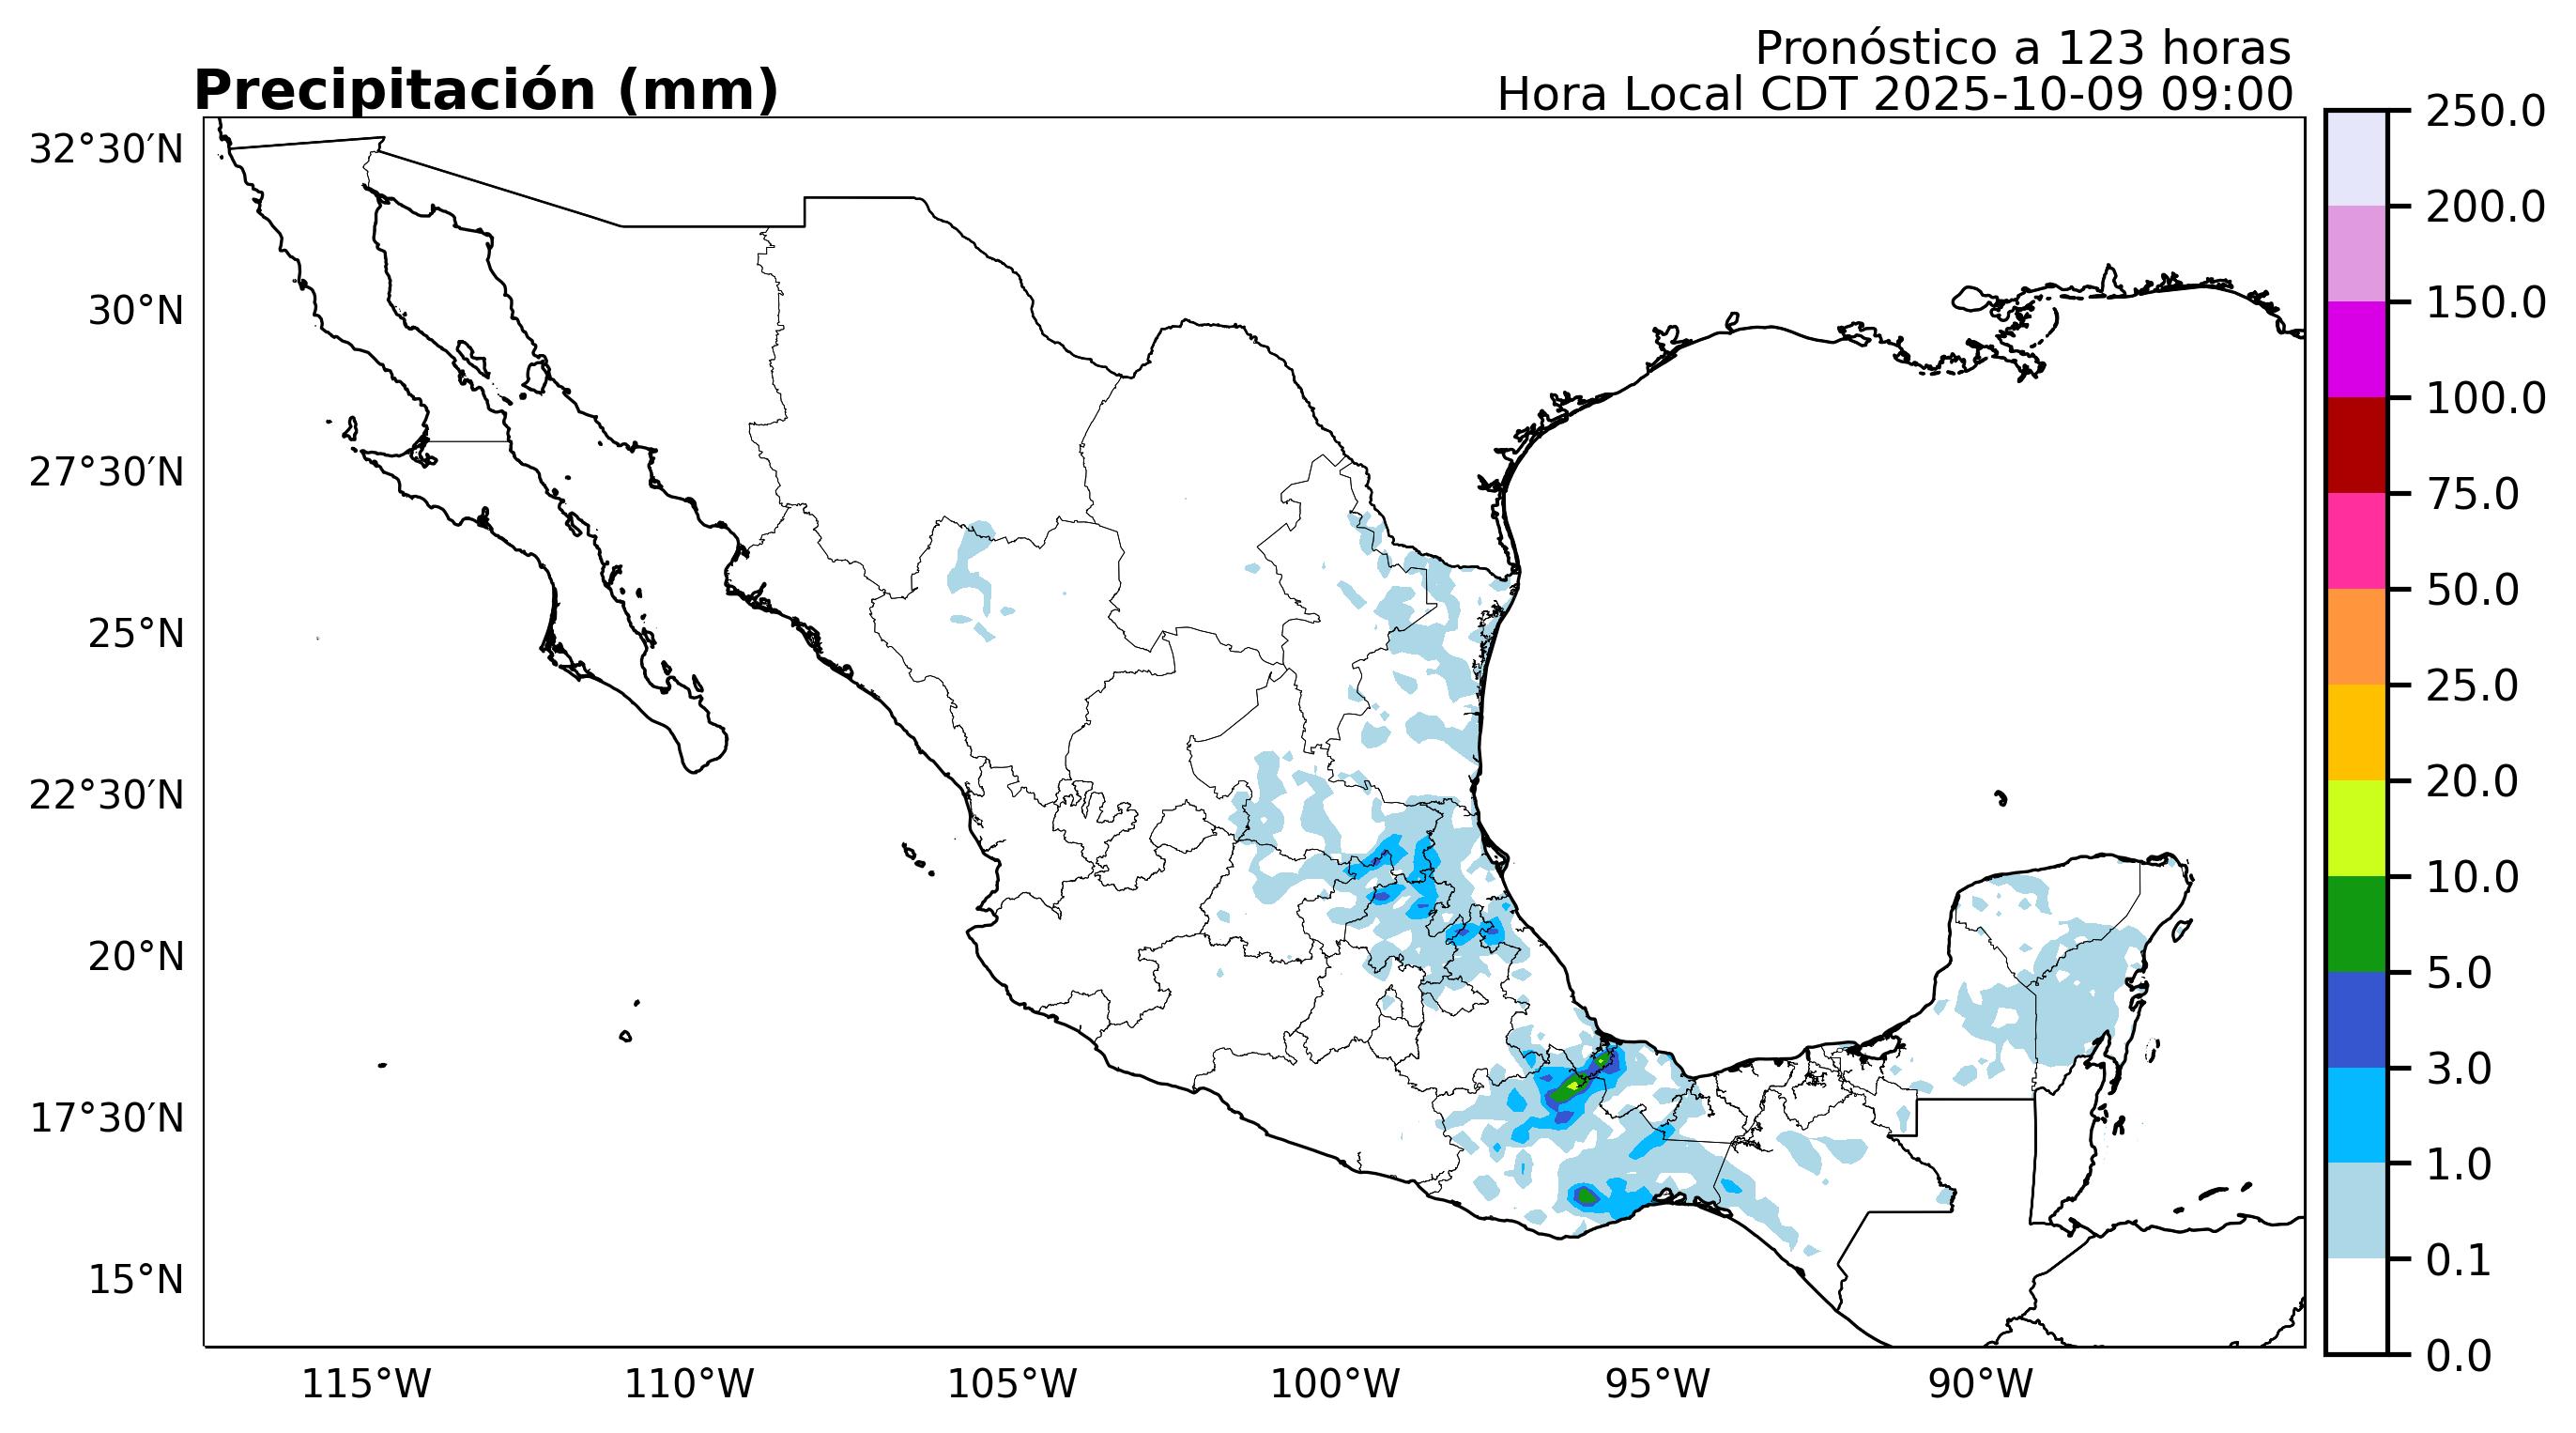 Pronóstico a 123 horas
Precipitación (mm)
Hora Local CDT 2025-10-09 09:00
32°30′N
30°N
27°30′N
25°N
22°30′N
20°N
17°30′N
15°N
115°W
110°W
105°W
100°W
95°W
90°W
250.0
200.0
150.0
100.0
75.0
50.0
25.0
20.0
10.0
5.0
3.0
1.0
0.1
0.0